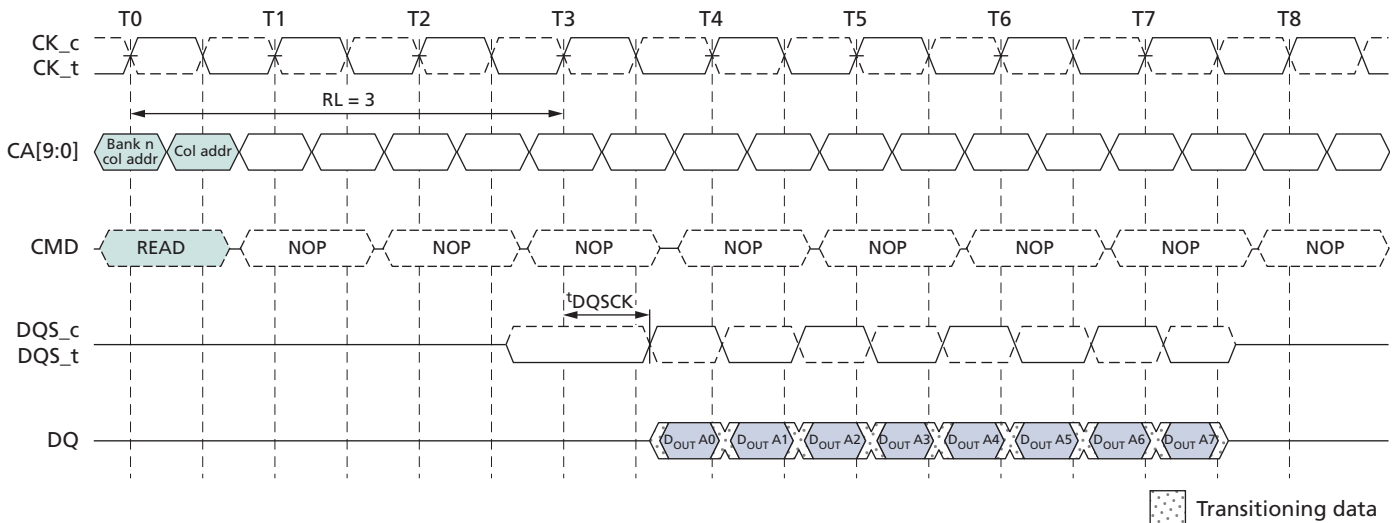 T0 T1 T2 T3 T4 T5 T6 T7 T8
CK_c
CK_t
RL = 3
CA[9:0]
Bank n
col addr
Col addr
CMD
READ NOP NOP NOP NOP NOP NOP NOP NOP
tDQSCK
DQS_c
DQS_t
DQ
DOUT A0 DOUT A1 DOUT A2 DOUT A3 DOUT A4 DOUT A5 DOUT A6 DOUT A7
Transitioning data